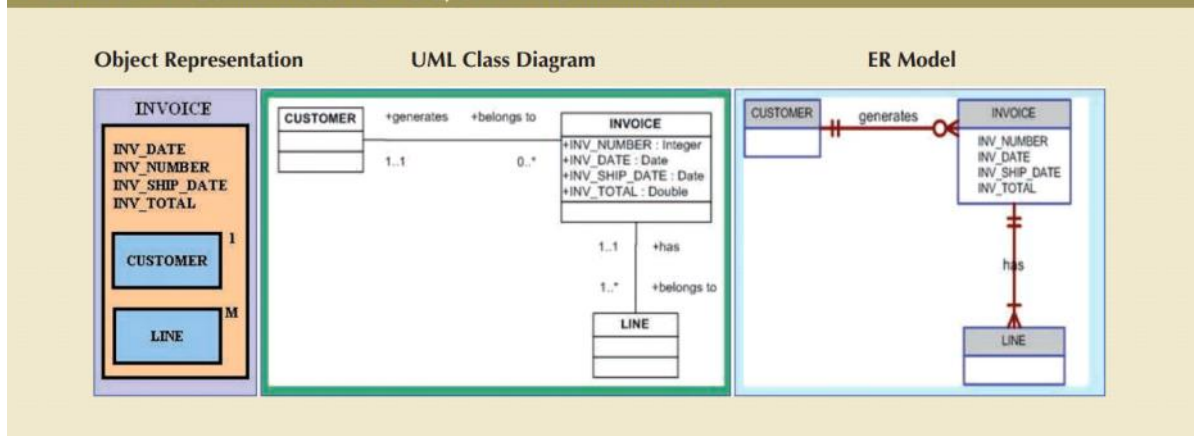 Object Representation
UML Class Diagram
ER Model
INVOICE
INV_DATE
INV_NUMBER
INV_SHIP_DATE
INV_TOTAL
1
CUSTOMER
M
LINE
CUSTOMER
+generates +belongs to
1..1 0..*
INVOICE
+INV_NUMBER : Integer
+INV_DATE : Date
+INV_SHIP_DATE : Date
+INV_TOTAL : Double
1..1 +has
1..* +belongs to
LINE
CUSTOMER
generates
INVOICE
INV_NUMBER
INV_DATE
INV_SHIP_DATE
INV_TOTAL
has
LINE